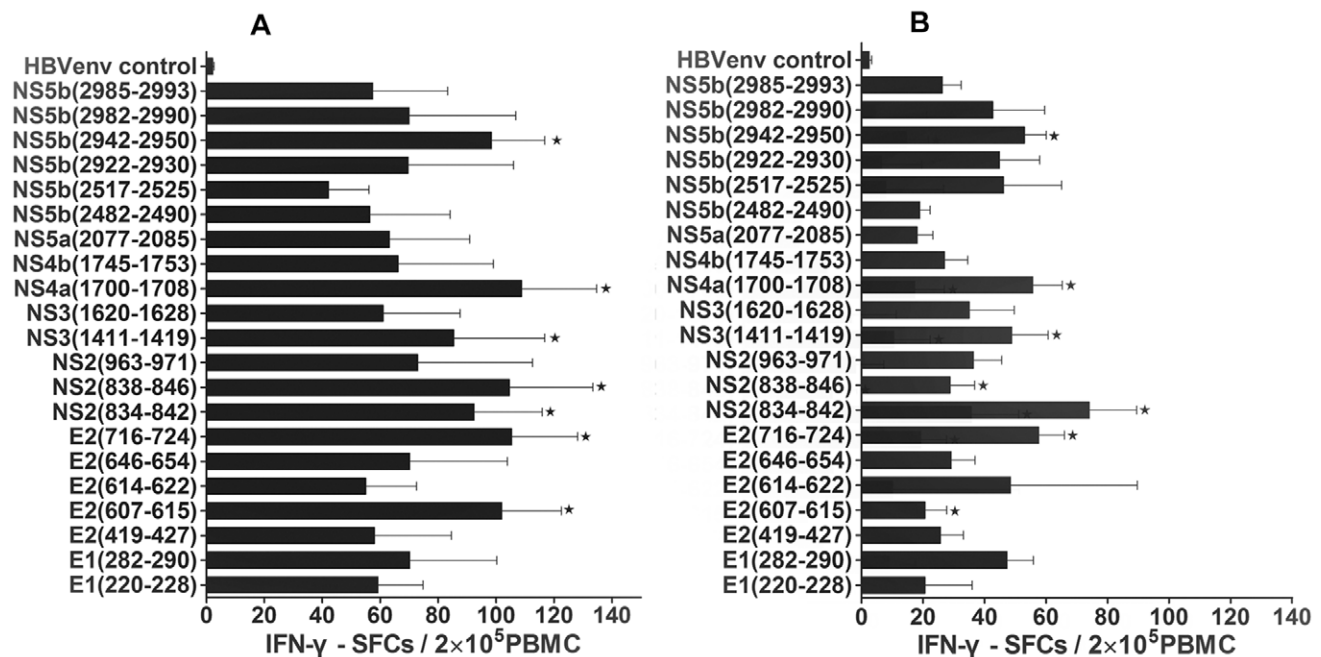 A
HBVenv control
NS5b(2985-2993)
NS5b(2982-2990)
NS5b(2942-2950)
NS5b(2922-2930)
NS5b(2517-2525)
NS5b(2482-2490)
NS5a(2077-2085)
NS4b(1745-1753)
NS4a(1700-1708)
NS3(1620-1628)
NS3(1411-1419)
NS2(963-971)
NS2(838-846)
NS2(834-842)
E2(716-724)
E2(646-654)
E2(614-622)
E2(607-615)
E2(419-427)
E1(282-290)
E1(220-228)
0 20 40 60 80 100 120 140
IFN-γ - SFCs / 2×10⁵PBMC
B
HBVenv control
NS5b(2985-2993)
NS5b(2982-2990)
NS5b(2942-2950)
NS5b(2922-2930)
NS5b(2517-2525)
NS5b(2482-2490)
NS5a(2077-2085)
NS4b(1745-1753)
NS4a(1700-1708)
NS3(1620-1628)
NS3(1411-1419)
NS2(963-971)
NS2(838-846)
NS2(834-842)
E2(716-724)
E2(646-654)
E2(614-622)
E2(607-615)
E2(419-427)
E1(282-290)
E1(220-228)
0 20 40 60 80 100 120 140
IFN-γ - SFCs / 2×10⁵PBMC